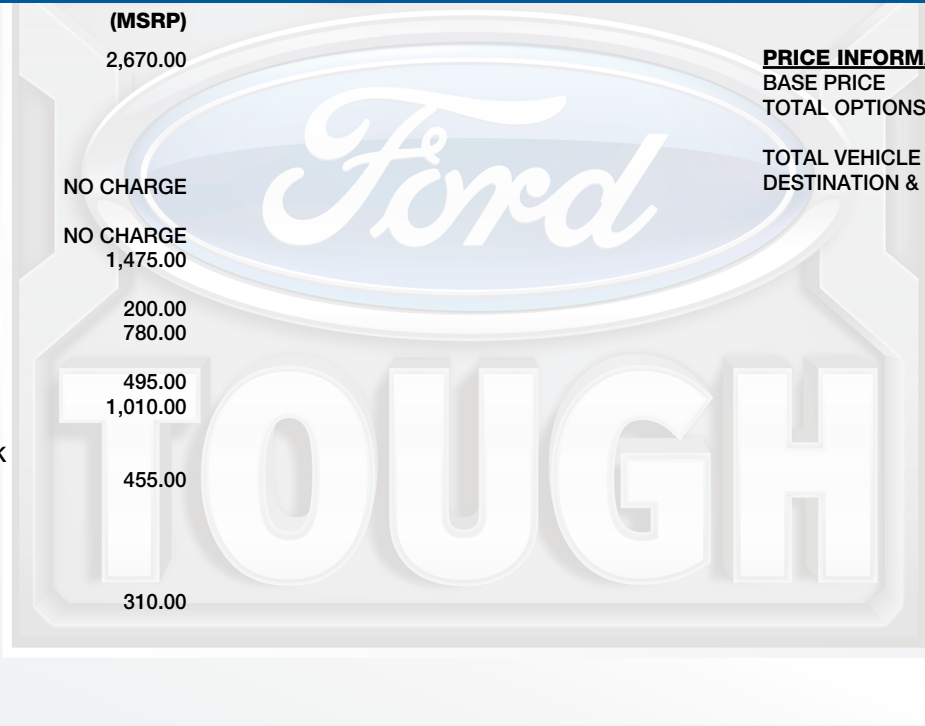 (MSRP)
2,670.00
NO CHARGE
NO CHARGE
1,475.00
200.00
780.00
495.00
1,010.00
K
455.00
310.00
PRICE INFORMA
BASE PRICE
TOTAL OPTIONS
TOTAL VEHICLE
DESTINATION &
Ford
TOUGH